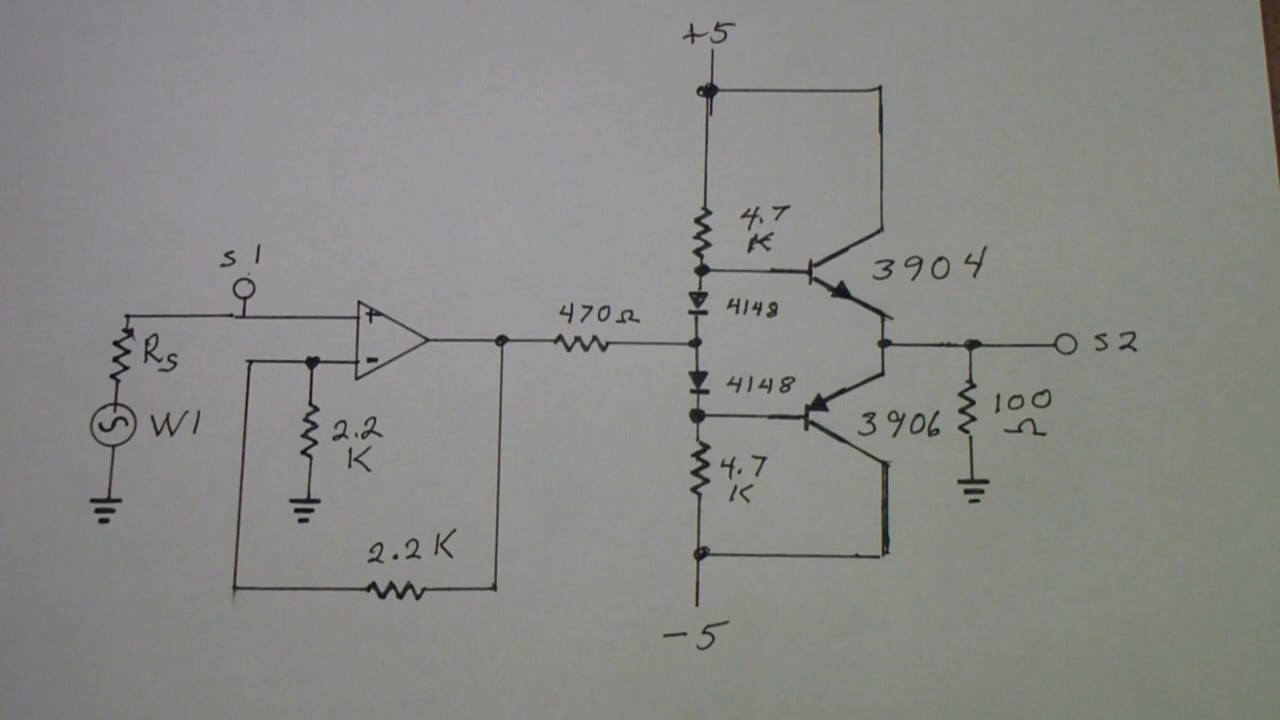 +5
4.7
K
3904
s1
4148
470Ω
+
-
Rs
S2
4148
W1
2.2
K
3906
100
Ω
4.7
K
2.2K
-5